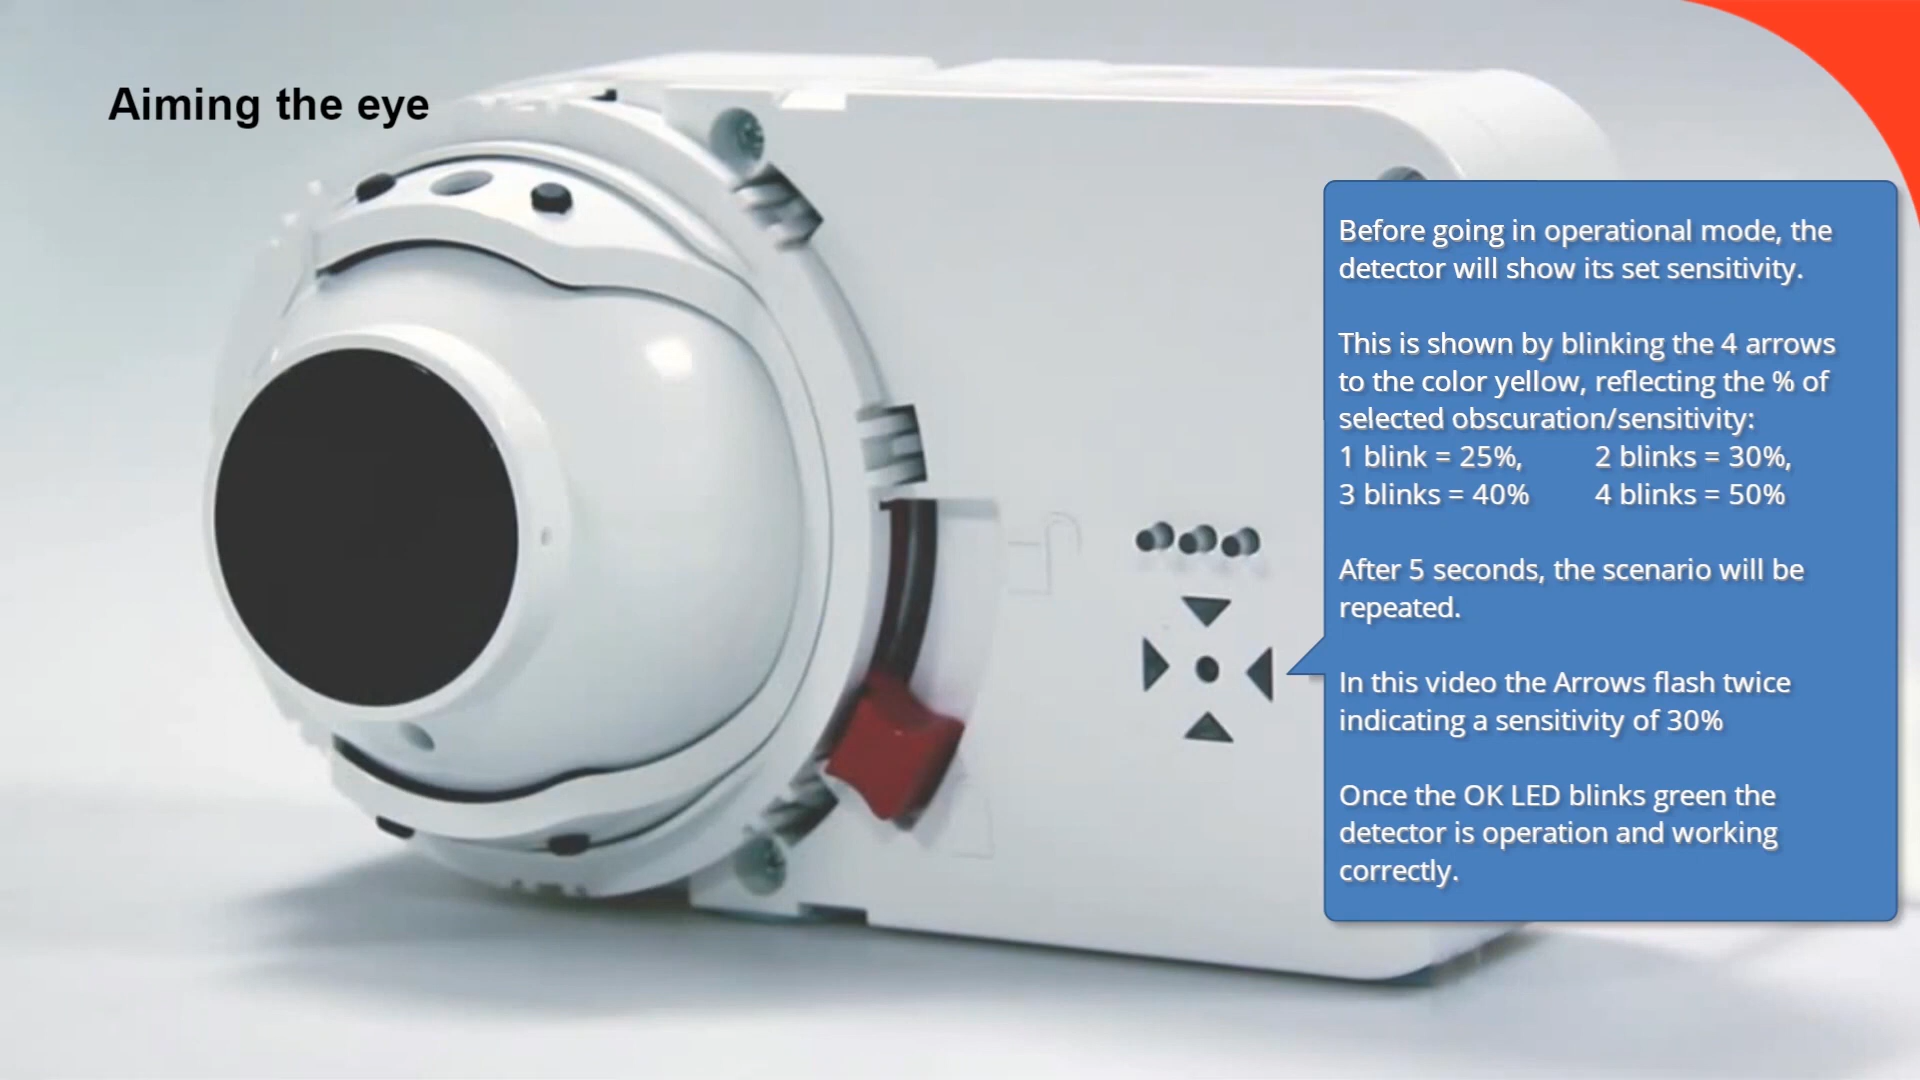 Aiming the eye
Before going in operational mode, the
detector will show its set sensitivity.
This is shown by blinking the 4 arrows
to the color yellow, reflecting the % of
selected obscuration/sensitivity:
1 blink = 25%, 2 blinks = 30%,
3 blinks = 40% 4 blinks = 50%
After 5 seconds, the scenario will be
repeated.
In this video the Arrows flash twice
indicating a sensitivity of 30%
Once the OK LED blinks green the
detector is operation and working
correctly.